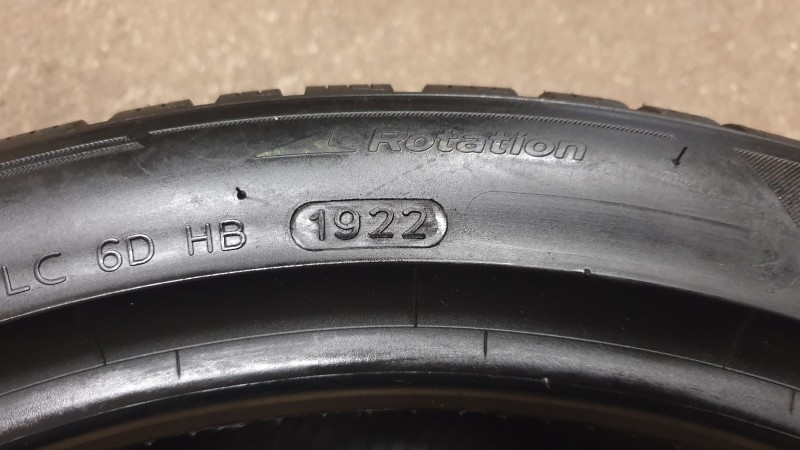 Rotation
LC 6D HB 1922